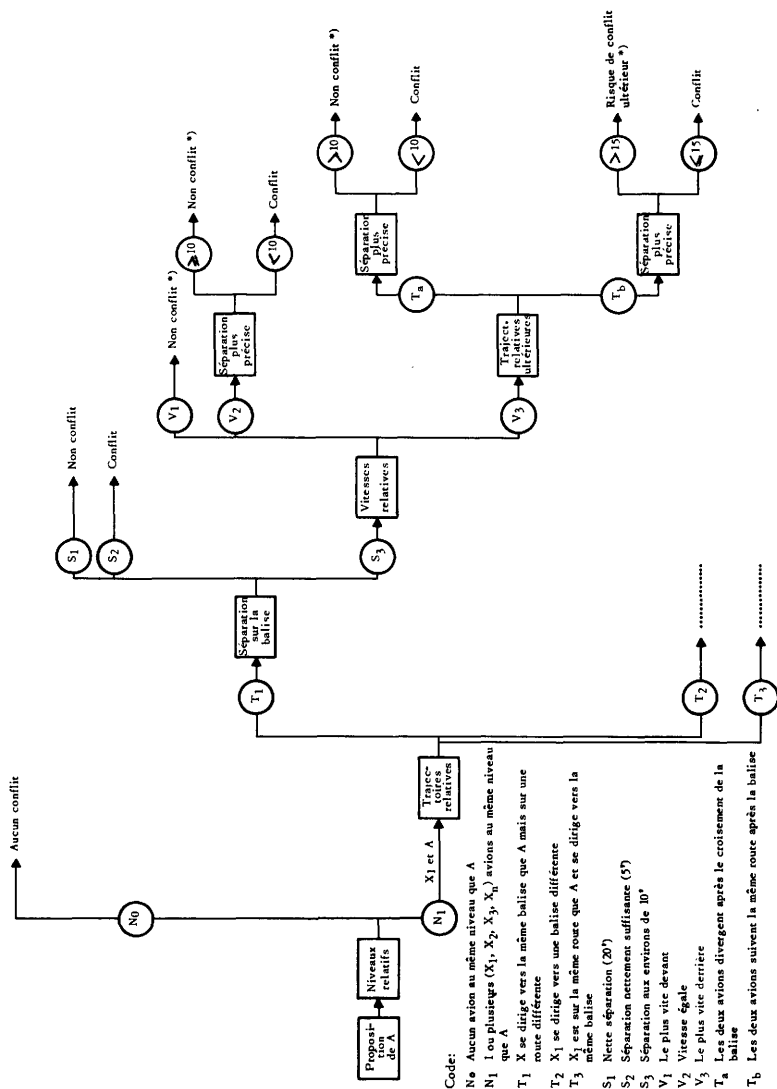 Aucun conflit
Non conflit
Conflit
Non conflit *)
Non conflit *)
Conflit
Non conflit *)
Conflit
Risque de conflit
ultérieur *)
Conflit
S1
S2
V1
V2
⩾10
<10
>10
<10
>15
⩽15
Séparation
plus
précise
Séparation
plus
précise
Séparation
plus
précise
Ta
Tb
V3
Traject.
relatives
ultérieures
S3
Vitesses
relatives
T1
Séparation
sur la
balise
T2
T3
N0
N1
X1 et A
Trajec-
toires
relatives
Proposi-
tion
de A
Niveaux
relatifs
Code:
No Aucun avion au même niveau que A
N1 1 ou plusieurs (X1, X2, X3, Xn) avions au même niveau
que A
T1 X se dirige vers la même balise que A mais sur une
route différente
T2 X1 se dirige vers une balise différente
T3 X1 est sur la même route que A et se dirige vers la
même balise
S1 Nette séparation (20')
S2 Séparation nettement suffisante (5')
S3 Séparation aux environs de 10'
V1 Le plus vite devant
V2 Vitesse égale
V3 Le plus vite derrière
Ta Les deux avions divergent après le croisement de la
balise
Tb Les deux avions suivent la même route après la balise